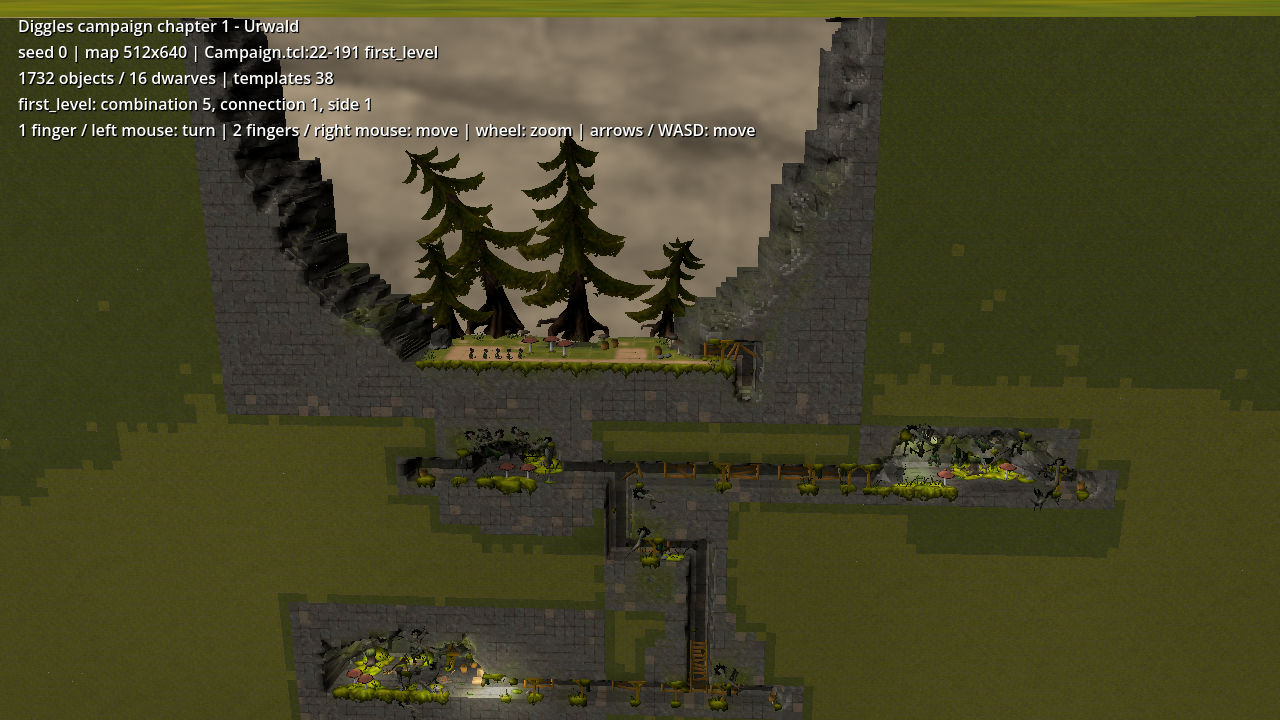 Diggles campaign chapter 1 - Urwald
seed 0 | map 512x640 | Campaign.tcl:22-191 first_level
1732 objects / 16 dwarves | templates 38
first_level: combination 5, connection 1, side 1
1 finger / left mouse: turn | 2 fingers / right mouse: move | wheel: zoom | arrows / WASD: move